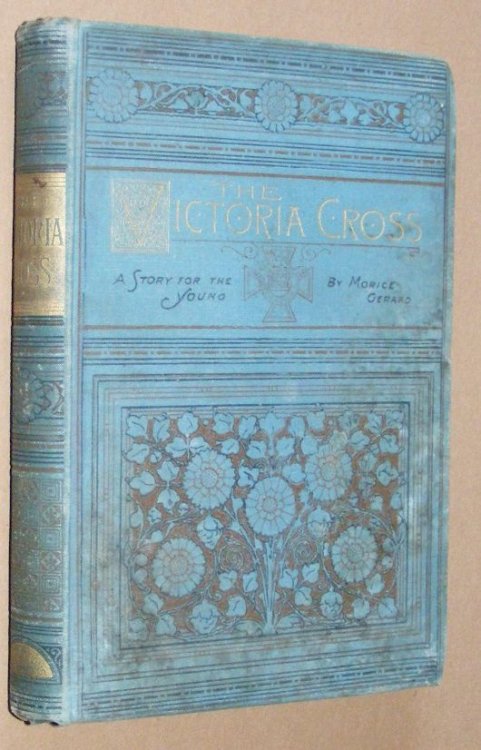 THE
VICTORIA CROSS
A STORY FOR THE
YOUNG
BY MORICE
GERARD